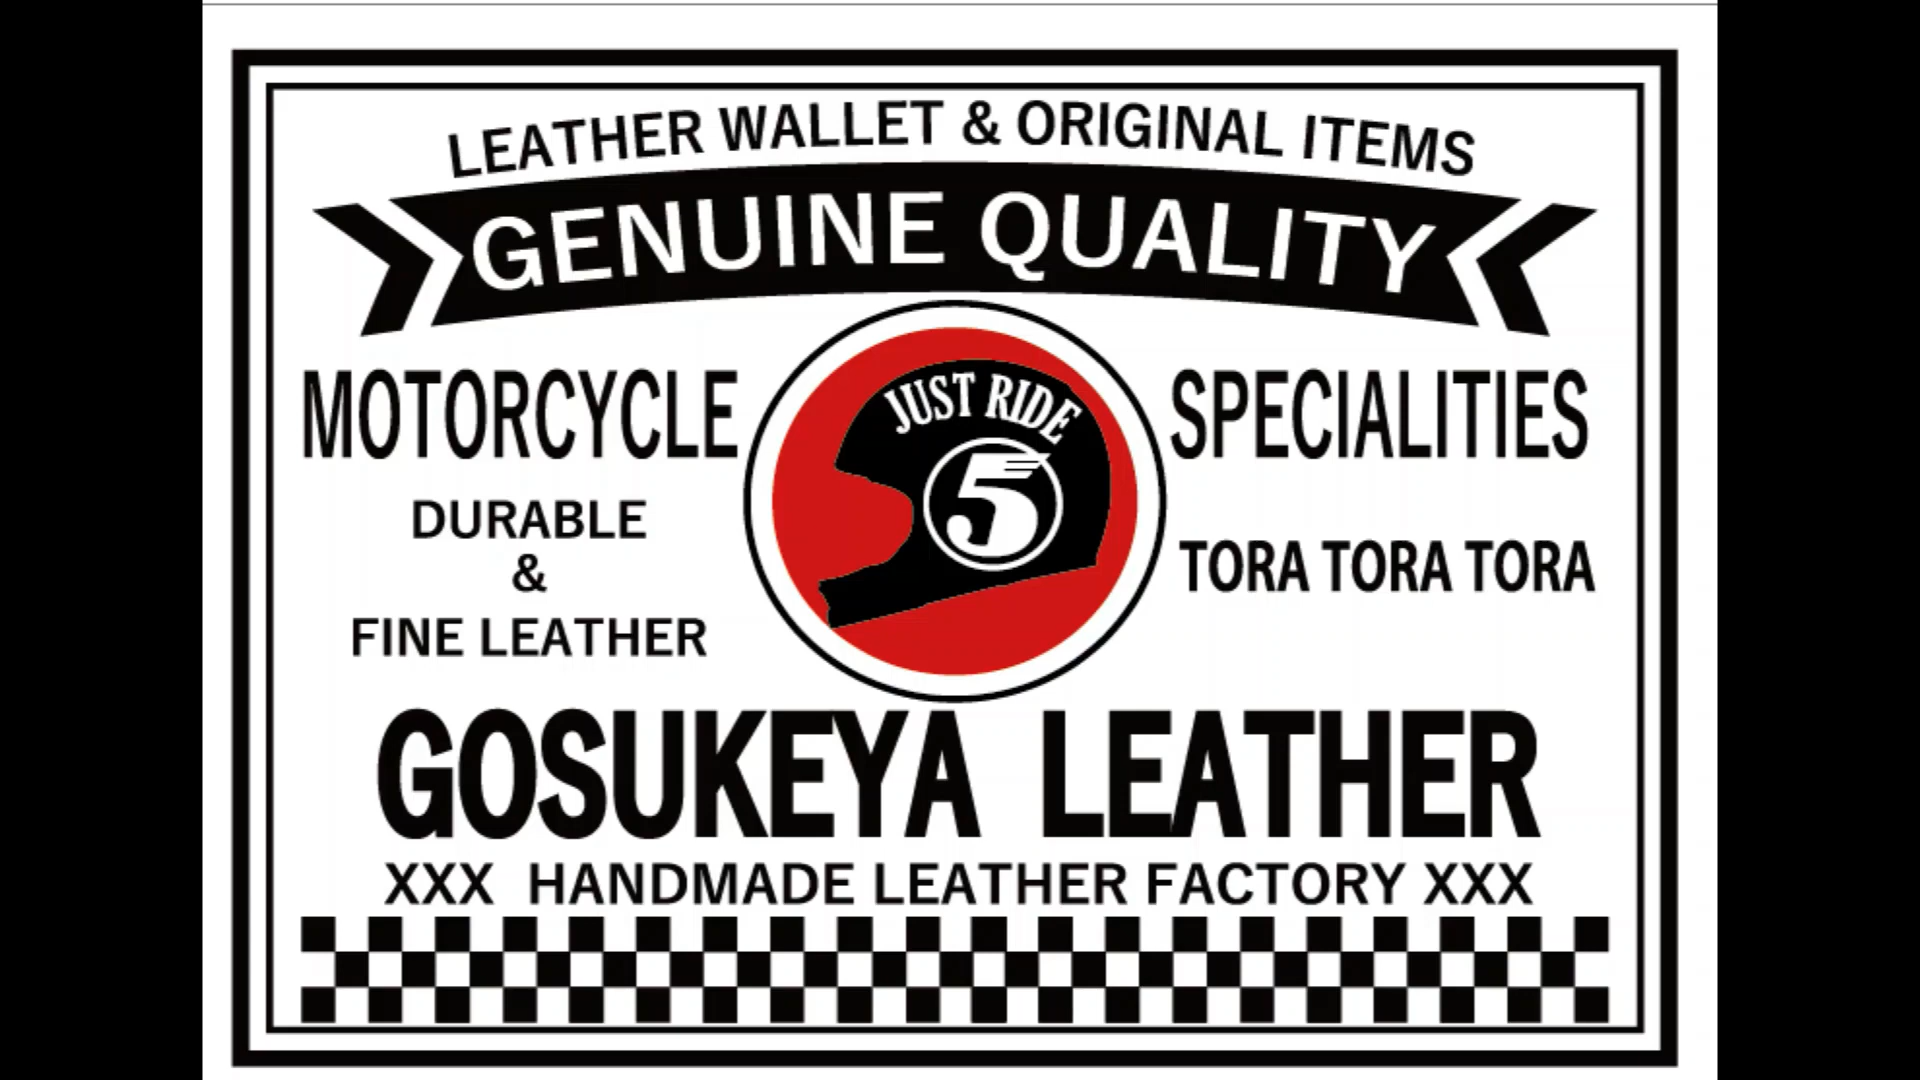 LEATHER WALLET & ORIGINAL ITEMS
GENUINE QUALITY
JUST RIDE
5
MOTORCYCLE
SPECIALITIES
DURABLE
&
FINE LEATHER
TORA TORA TORA
GOSUKEYA LEATHER
XXX HANDMADE LEATHER FACTORY XXX